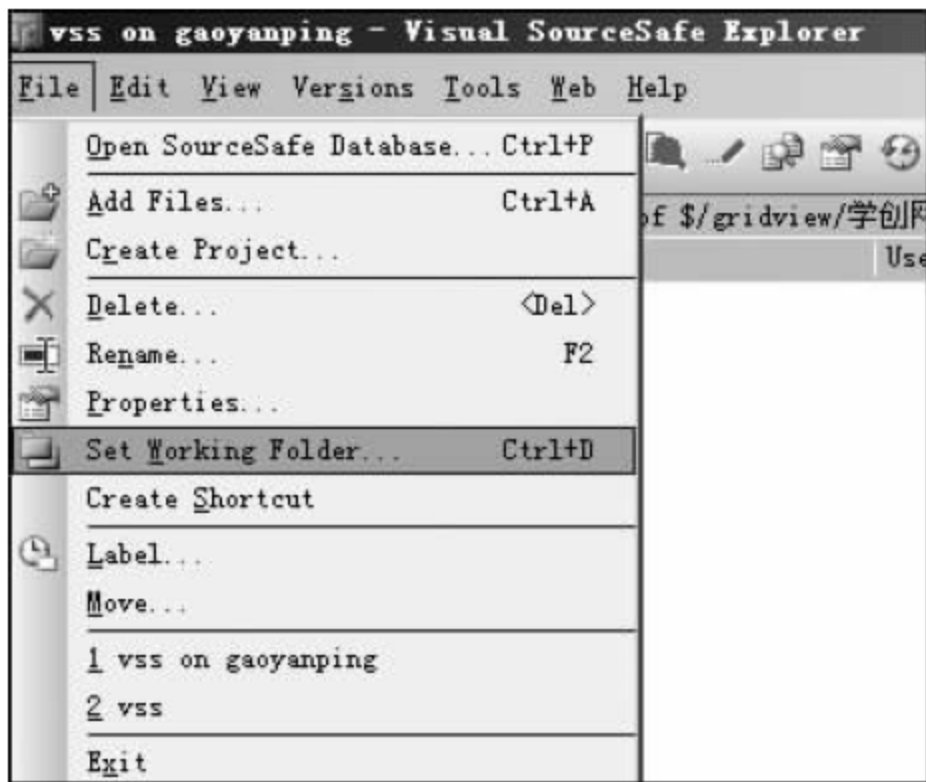 vss on gaoyanping - Visual SourceSafe Explorer
File Edit View Versions Tools Web Help
Open SourceSafe Database... Ctrl+P
Add Files... Ctrl+A
of $/gridview/学创网
Create Project...
Use
Delete... <Del>
Rename... F2
Properties...
Set Working Folder... Ctrl+D
Create Shortcut
Label...
Move...
1 vss on gaoyanping
2 vss
Exit